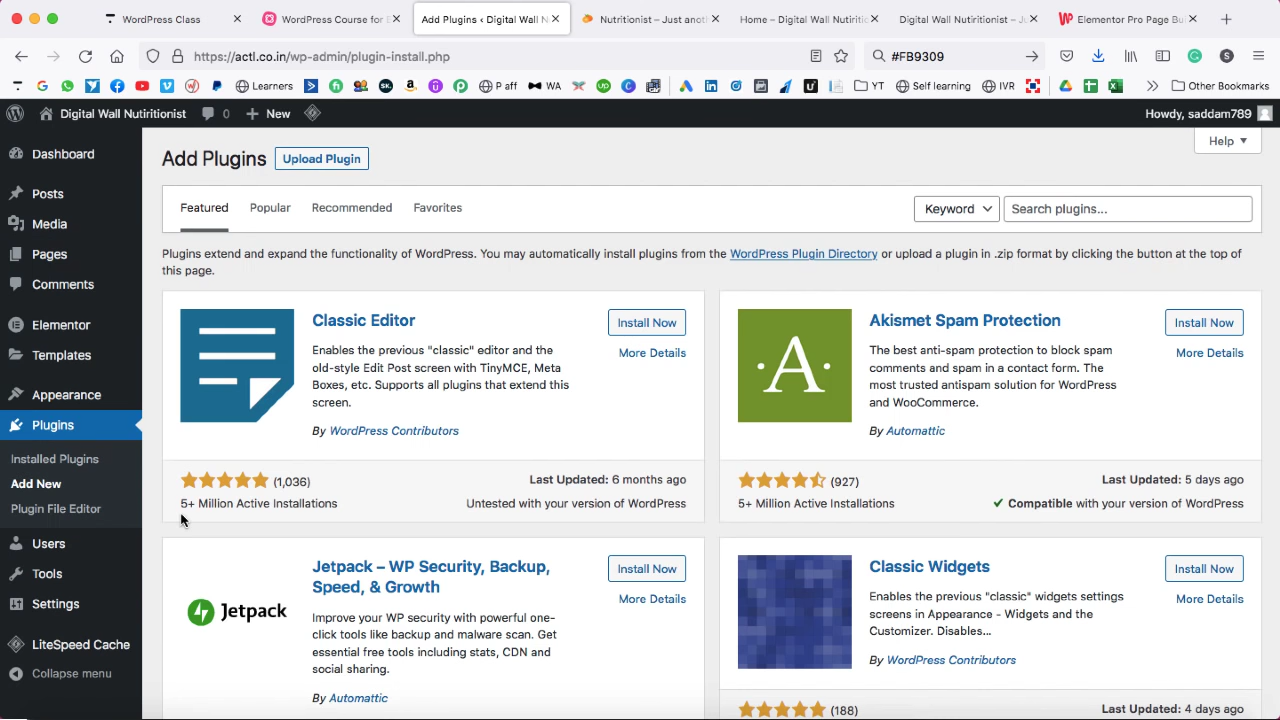 WordPress Class
WordPress Course for E
Add Plugins ‹ Digital Wall N
Nutritionist – Just anot
Home – Digital Wall Nutritic
Digital Wall Nutritionist – Ju
Elementor Pro Page Bu
https://actl.co.in/wp-admin/plugin-install.php
#FB9309
Learners
P aff
WA
YT
Self learning
IVR
Other Bookmarks
Digital Wall Nutritionist
0
New
Howdy, saddam789
Dashboard
Posts
Media
Pages
Comments
Elementor
Templates
Appearance
Plugins
Installed Plugins
Add New
Plugin File Editor
Users
Tools
Settings
LiteSpeed Cache
Collapse menu
Help
Add Plugins
Upload Plugin
Featured
Popular
Recommended
Favorites
Keyword
Search plugins...
Plugins extend and expand the functionality of WordPress. You may automatically install plugins from the WordPress Plugin Directory or upload a plugin in .zip format by clicking the button at the top of
this page.
Classic Editor
Install Now
More Details
Enables the previous "classic" editor and the
old-style Edit Post screen with TinyMCE, Meta
Boxes, etc. Supports all plugins that extend this
screen.
By WordPress Contributors
(1,036)
Last Updated: 6 months ago
5+ Million Active Installations
Untested with your version of WordPress
A
Akismet Spam Protection
Install Now
More Details
The best anti-spam protection to block spam
comments and spam in a contact form. The
most trusted antispam solution for WordPress
and WooCommerce.
By Automattic
(927)
Last Updated: 5 days ago
5+ Million Active Installations
Compatible with your version of WordPress
Jetpack
Jetpack – WP Security, Backup,
Speed, & Growth
Install Now
More Details
Improve your WP security with powerful one-
click tools like backup and malware scan. Get
essential free tools including stats, CDN and
social sharing.
By Automattic
Classic Widgets
Install Now
More Details
Enables the previous "classic" widgets settings
screens in Appearance - Widgets and the
Customizer. Disables...
By WordPress Contributors
(188)
Last Updated: 4 days ago